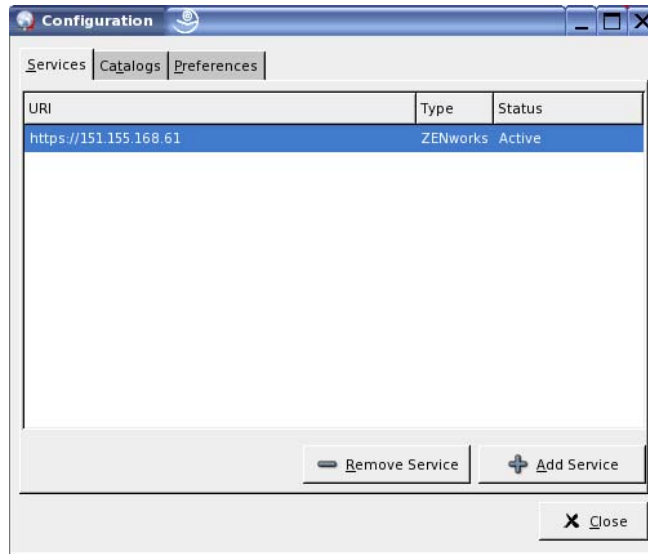 Configuration
Services Catalogs Preferences
URI Type Status
https://151.155.168.61 ZENworks Active
Remove Service Add Service
Close